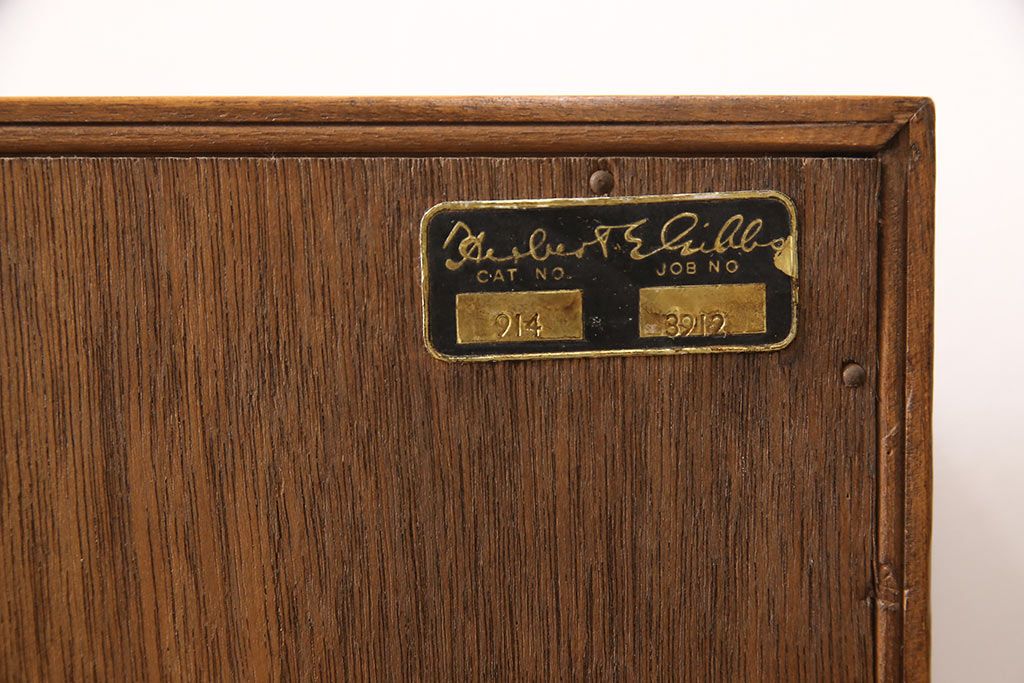 Herbert E Gibbs
CAT. NO. JOB NO
914 3912